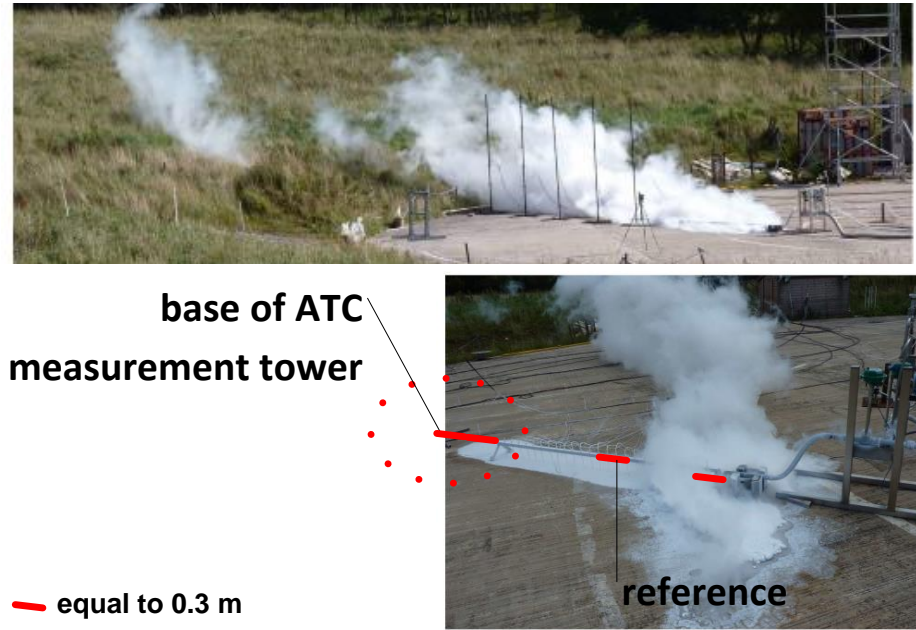 base of ATC
measurement tower
reference
equal to 0.3 m